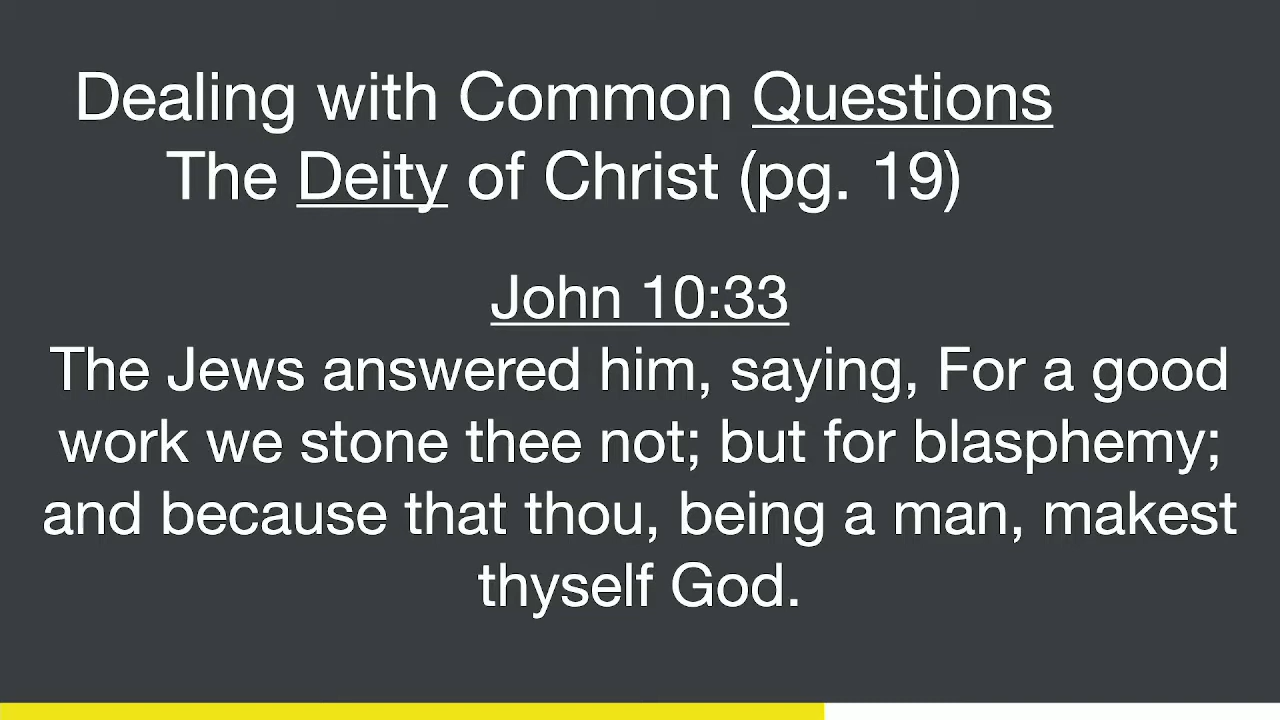 Dealing with Common Questions
The Deity of Christ (pg. 19)
John 10:33
The Jews answered him, saying, For a good
work we stone thee not; but for blasphemy;
and because that thou, being a man, makest
thyself God.